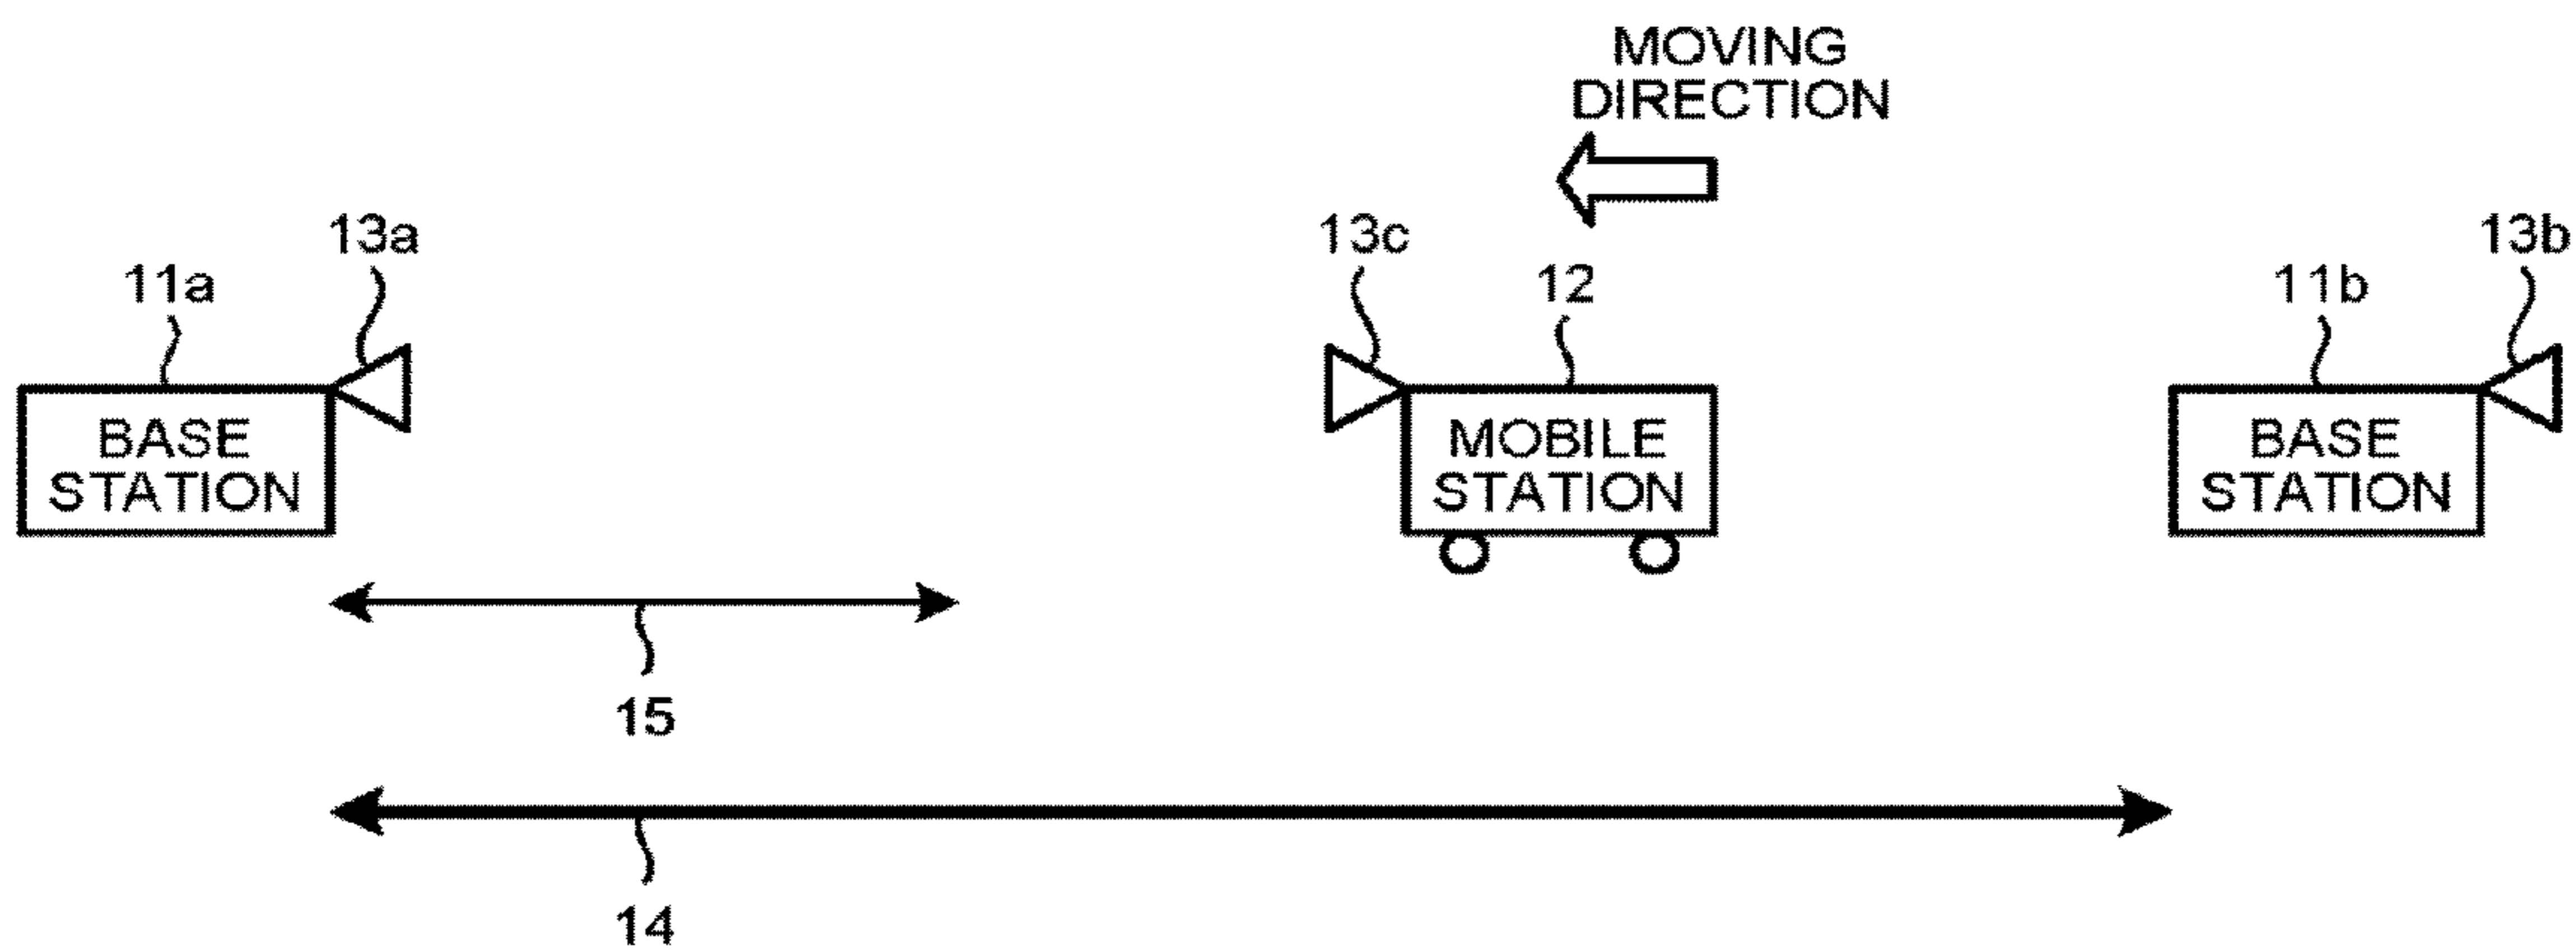 MOVING
DIRECTION
13a
13c
13b
11a
12
11b
BASE
STATION
MOBILE
STATION
BASE
STATION
15
14